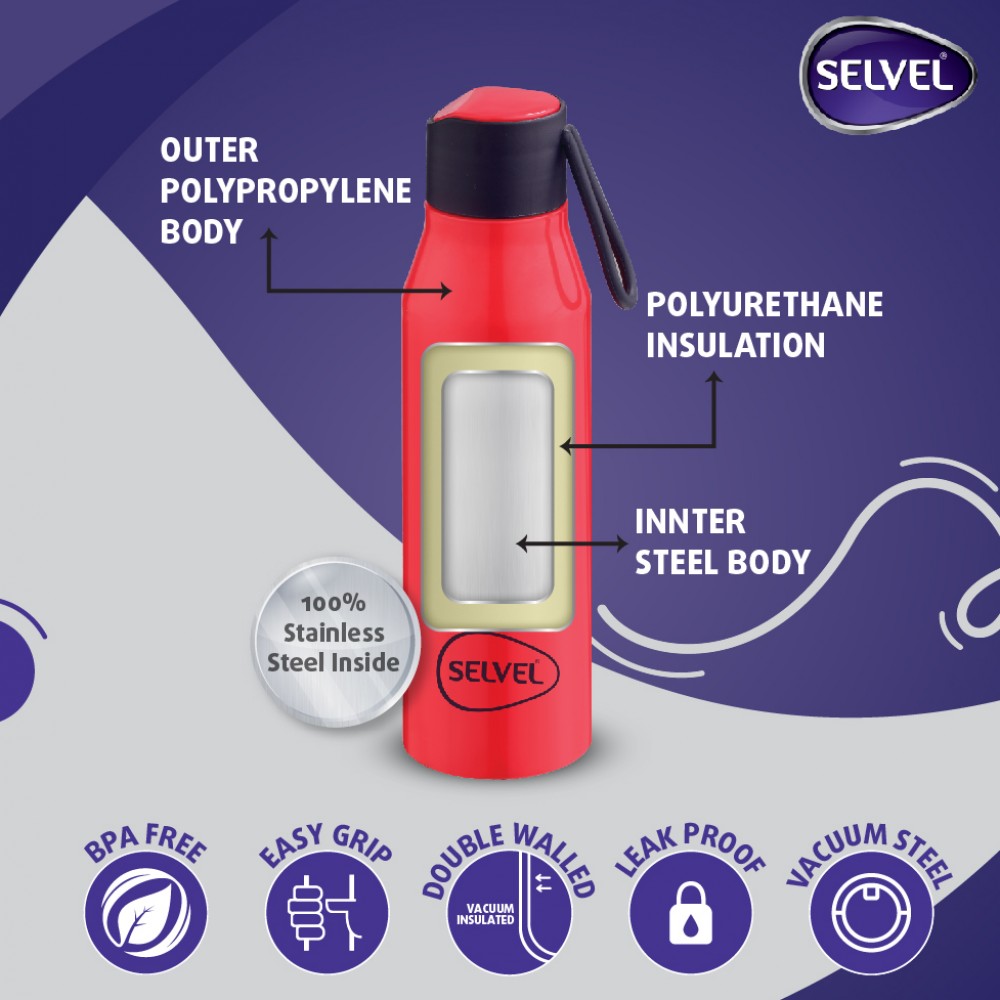 SELVEL®
OUTER
POLYPROPYLENE
BODY
POLYURETHANE
INSULATION
INNTER
STEEL BODY
100%
Stainless
Steel Inside
SELVEL®
BPA FREE
EASY GRIP
DOUBLE WALLED
VACUUM
INSULATED
LEAK PROOF
VACUUM STEEL